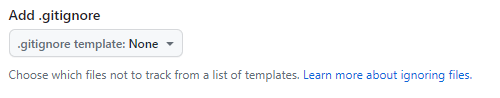 Add .gitignore
.gitignore template: None
Choose which files not to track from a list of templates. Learn more about ignoring files.